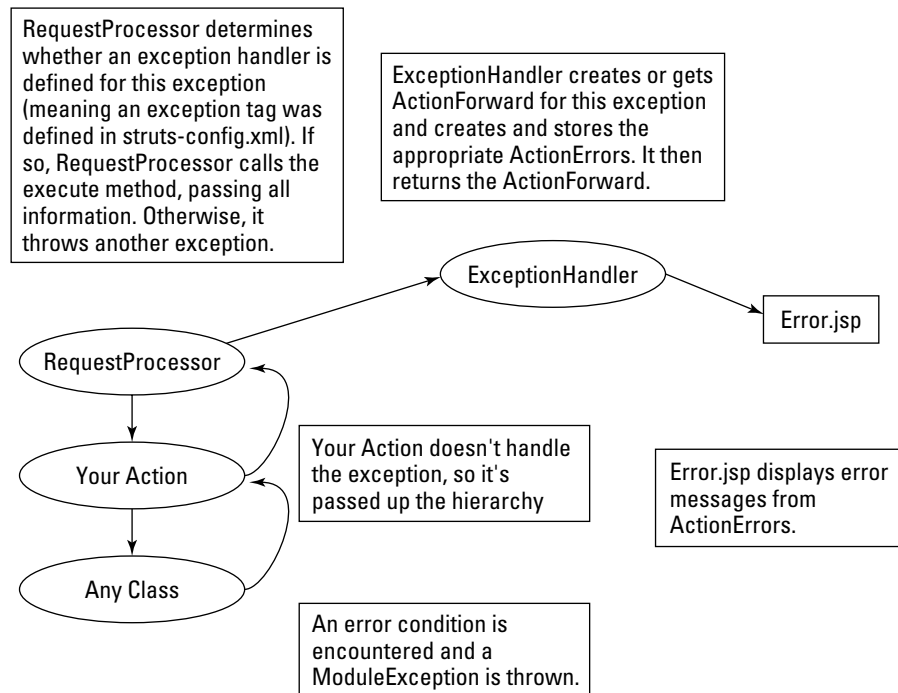 RequestProcessor determines
whether an exception handler is
defined for this exception
(meaning an exception tag was
defined in struts-config.xml). If
so, RequestProcessor calls the
execute method, passing all
information. Otherwise, it
throws another exception.
ExceptionHandler creates or gets
ActionForward for this exception
and creates and stores the
appropriate ActionErrors. It then
returns the ActionForward.
ExceptionHandler
Error.jsp
RequestProcessor
Your Action
Your Action doesn't handle
the exception, so it's
passed up the hierarchy
Error.jsp displays error
messages from
ActionErrors.
Any Class
An error condition is
encountered and a
ModuleException is thrown.